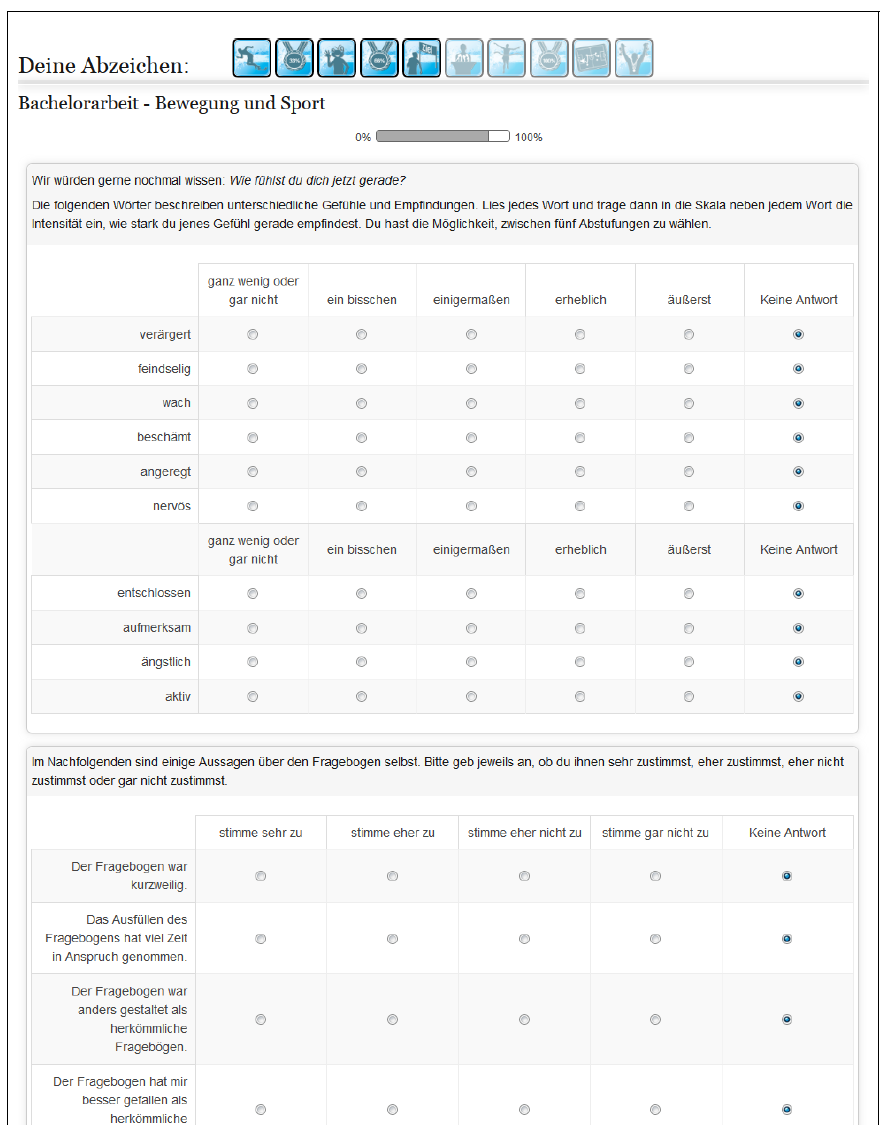 Deine Abzeichen:
33%
66%
Ziel
Bachelorarbeit - Bewegung und Sport
0% 100%
Wir würden gerne nochmal wissen: Wie fühlst du dich jetzt gerade?
Die folgenden Wörter beschreiben unterschiedliche Gefühle und Empfindungen. Lies jedes Wort und trage dann in die Skala neben jedem Wort die
Intensität ein, wie stark du jenes Gefühl gerade empfindest. Du hast die Möglichkeit, zwischen fünf Abstufungen zu wählen.
ganz wenig oder
gar nicht ein bisschen einigermaßen erheblich äußerst Keine Antwort
verärgert
feindselig
wach
beschämt
angeregt
nervös
ganz wenig oder
gar nicht ein bisschen einigermaßen erheblich äußerst Keine Antwort
entschlossen
aufmerksam
ängstlich
aktiv
Im Nachfolgenden sind einige Aussagen über den Fragebogen selbst. Bitte geb jeweils an, ob du ihnen sehr zustimmst, eher zustimmst, eher nicht
zustimmst oder gar nicht zustimmst.
stimme sehr zu stimme eher zu stimme eher nicht zu stimme gar nicht zu Keine Antwort
Der Fragebogen war
kurzweilig.
Das Ausfüllen des
Fragebogens hat viel Zeit
in Anspruch genommen.
Der Fragebogen war
anders gestaltet als
herkömmliche
Fragebögen.
Der Fragebogen hat mir
besser gefallen als
herkömmliche